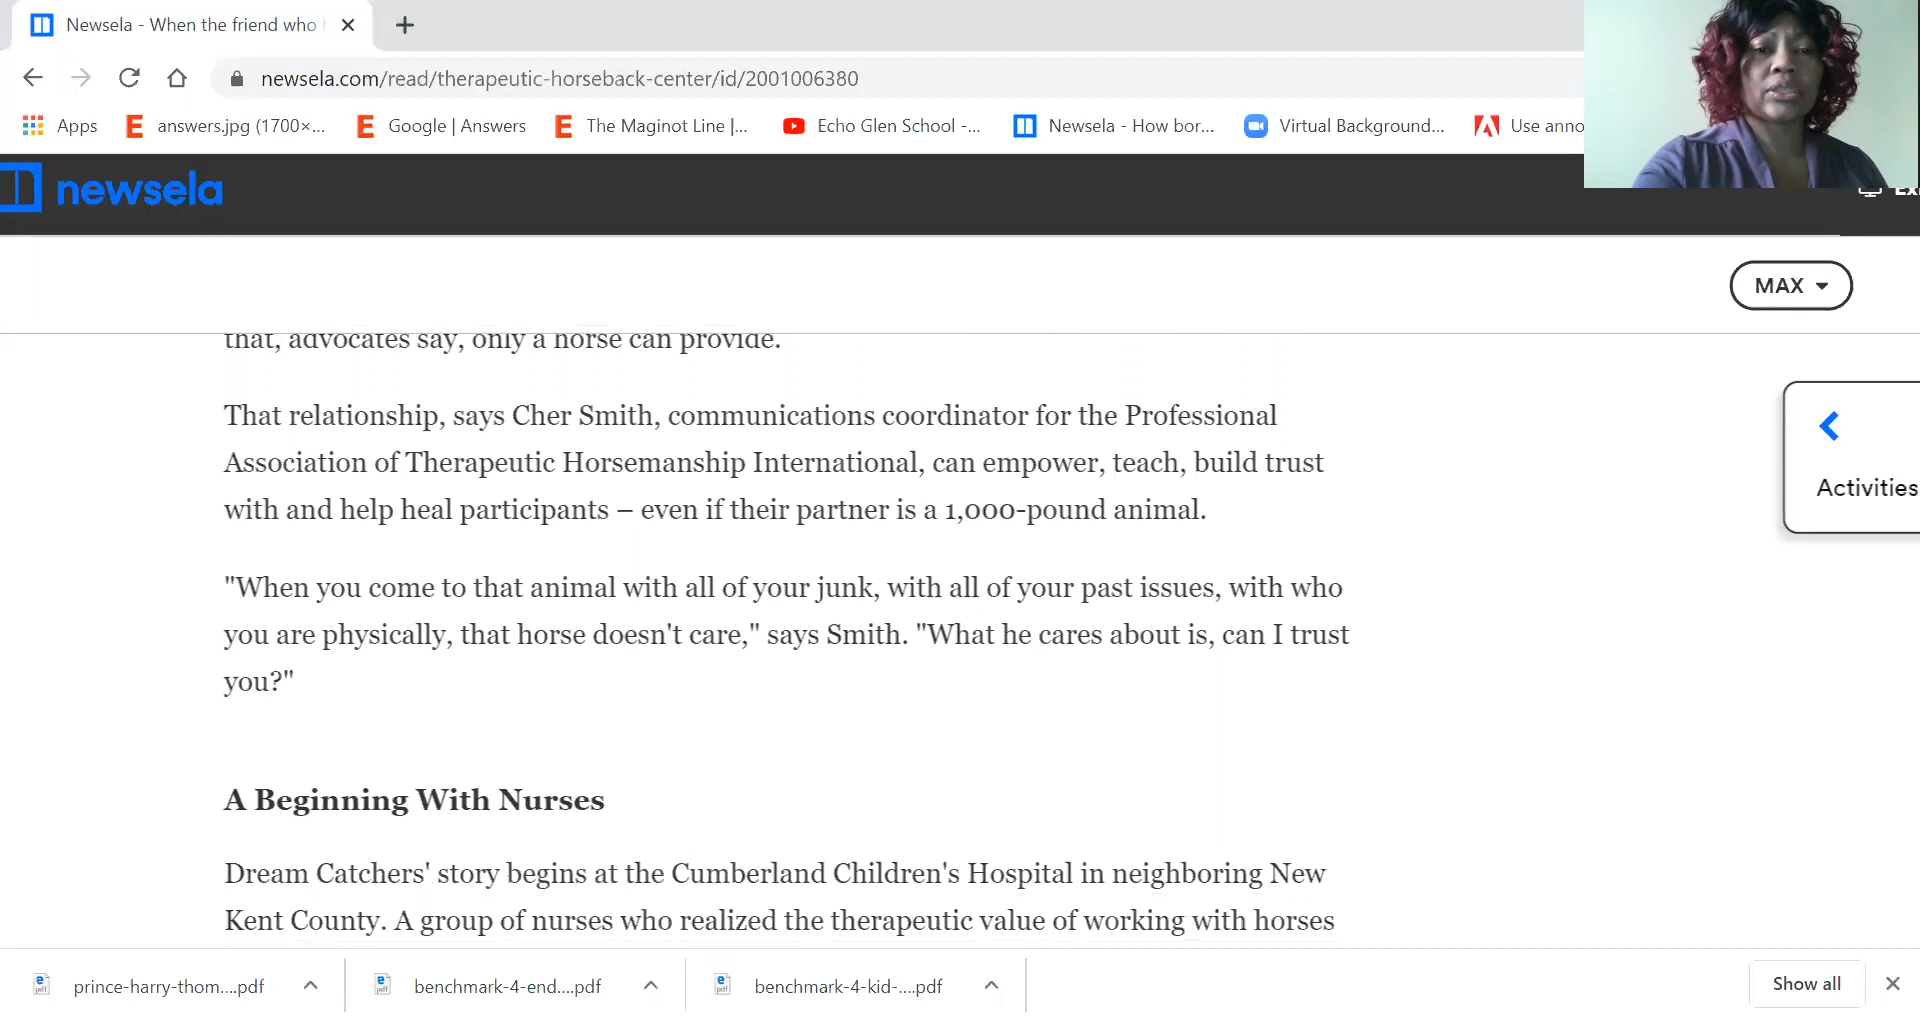 Newsela - When the friend who
newsela.com/read/therapeutic-horseback-center/id/2001006380
Apps
answers.jpg (1700×...
Google | Answers
The Maginot Line |...
Echo Glen School -...
Newsela - How bor...
Virtual Background...
Use anno
newsela
MAX
that, advocates say, only a horse can provide.
That relationship, says Cher Smith, communications coordinator for the Professional
Association of Therapeutic Horsemanship International, can empower, teach, build trust
with and help heal participants – even if their partner is a 1,000-pound animal.
"When you come to that animal with all of your junk, with all of your past issues, with who
you are physically, that horse doesn't care," says Smith. "What he cares about is, can I trust
you?"
Activities
A Beginning With Nurses
Dream Catchers' story begins at the Cumberland Children's Hospital in neighboring New
Kent County. A group of nurses who realized the therapeutic value of working with horses
prince-harry-thom....pdf
benchmark-4-end....pdf
benchmark-4-kid-....pdf
Show all